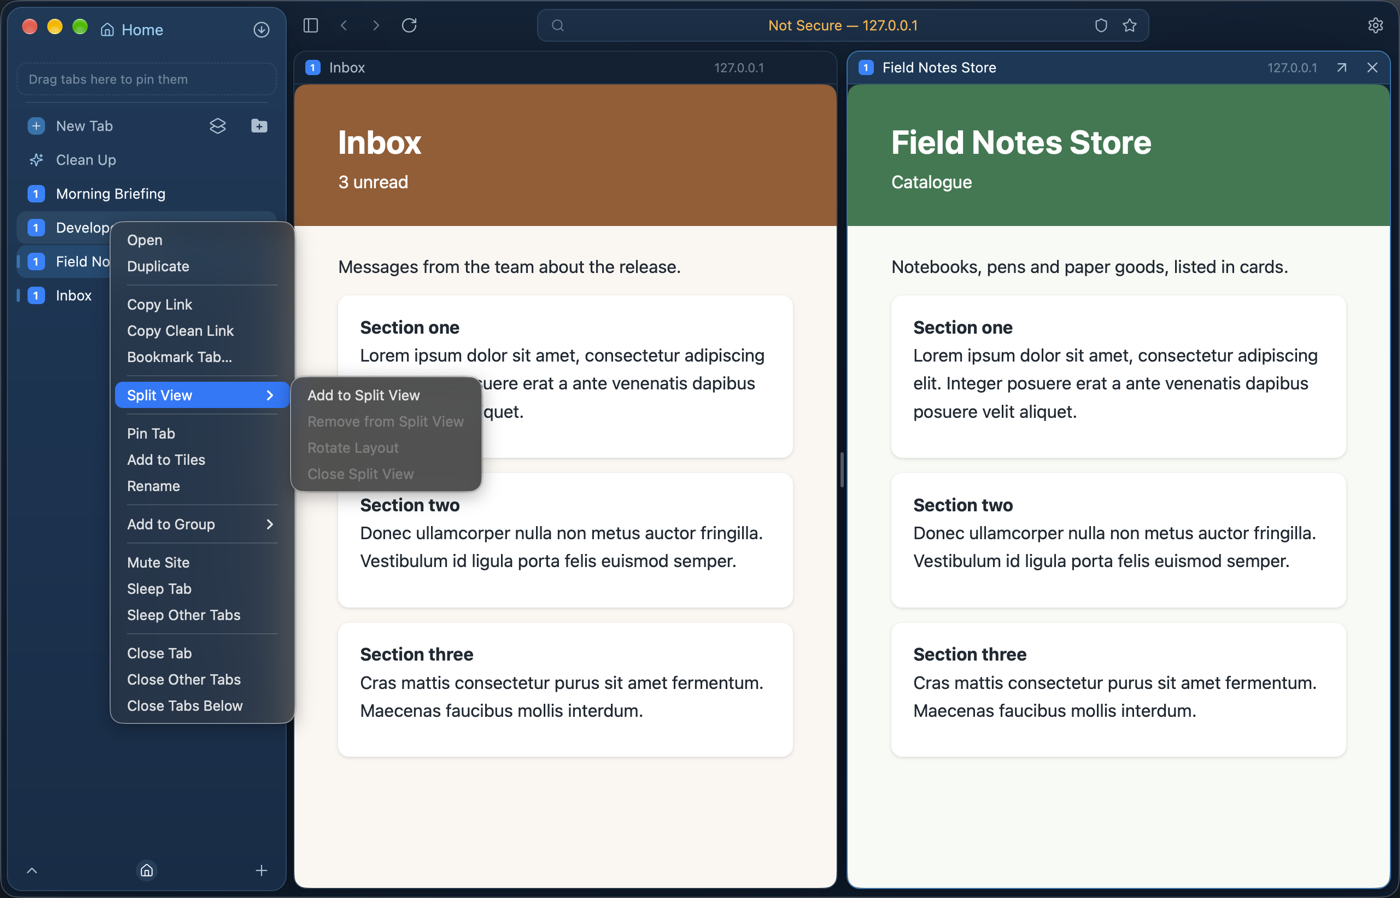 Home
Not Secure — 127.0.0.1
Drag tabs here to pin them
New Tab
Clean Up
1 Morning Briefing
1 Develop
1 Field No
1 Inbox
Open
Duplicate
Copy Link
Copy Clean Link
Bookmark Tab...
Split View
Pin Tab
Add to Tiles
Rename
Add to Group
Mute Site
Sleep Tab
Sleep Other Tabs
Close Tab
Close Other Tabs
Close Tabs Below
Add to Split View
Remove from Split View
Rotate Layout
Close Split View
1 Inbox 127.0.0.1
Inbox
3 unread
Messages from the team about the release.
Section one
Lorem ipsum dolor sit amet, consectetur adipiscing
erat a ante venenatis dapibus
Section two
Donec ullamcorper nulla non metus auctor fringilla.
Vestibulum id ligula porta felis euismod semper.
Section three
Cras mattis consectetur purus sit amet fermentum.
Maecenas faucibus mollis interdum.
1 Field Notes Store 127.0.0.1
Field Notes Store
Catalogue
Notebooks, pens and paper goods, listed in cards.
Section one
Lorem ipsum dolor sit amet, consectetur adipiscing
elit. Integer posuere erat a ante venenatis dapibus
posuere velit aliquet.
Section two
Donec ullamcorper nulla non metus auctor fringilla.
Vestibulum id ligula porta felis euismod semper.
Section three
Cras mattis consectetur purus sit amet fermentum.
Maecenas faucibus mollis interdum.